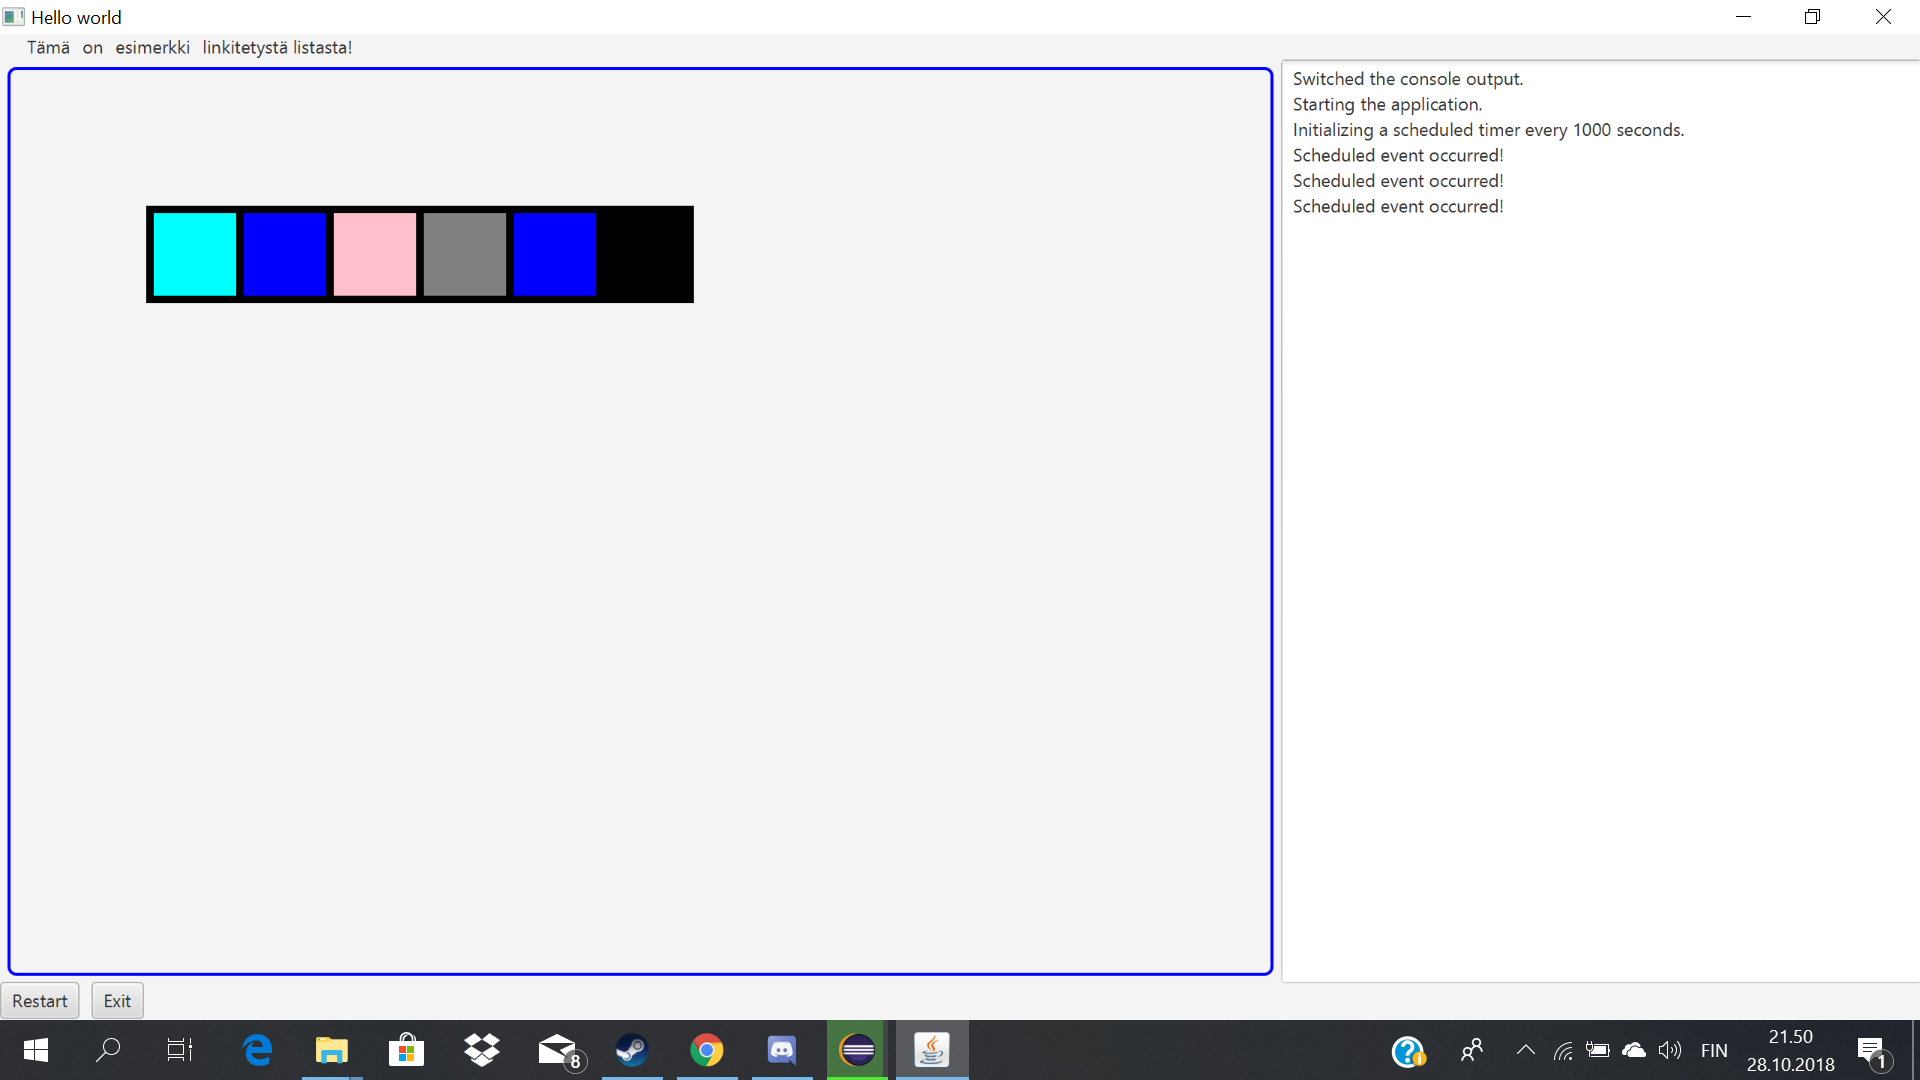 Hello world
Tämä on esimerkki linkitetystä listasta!
Switched the console output.
Starting the application.
Initializing a scheduled timer every 1000 seconds.
Scheduled event occurred!
Scheduled event occurred!
Scheduled event occurred!
Restart Exit
8
FIN
21.50
28.10.2018
1